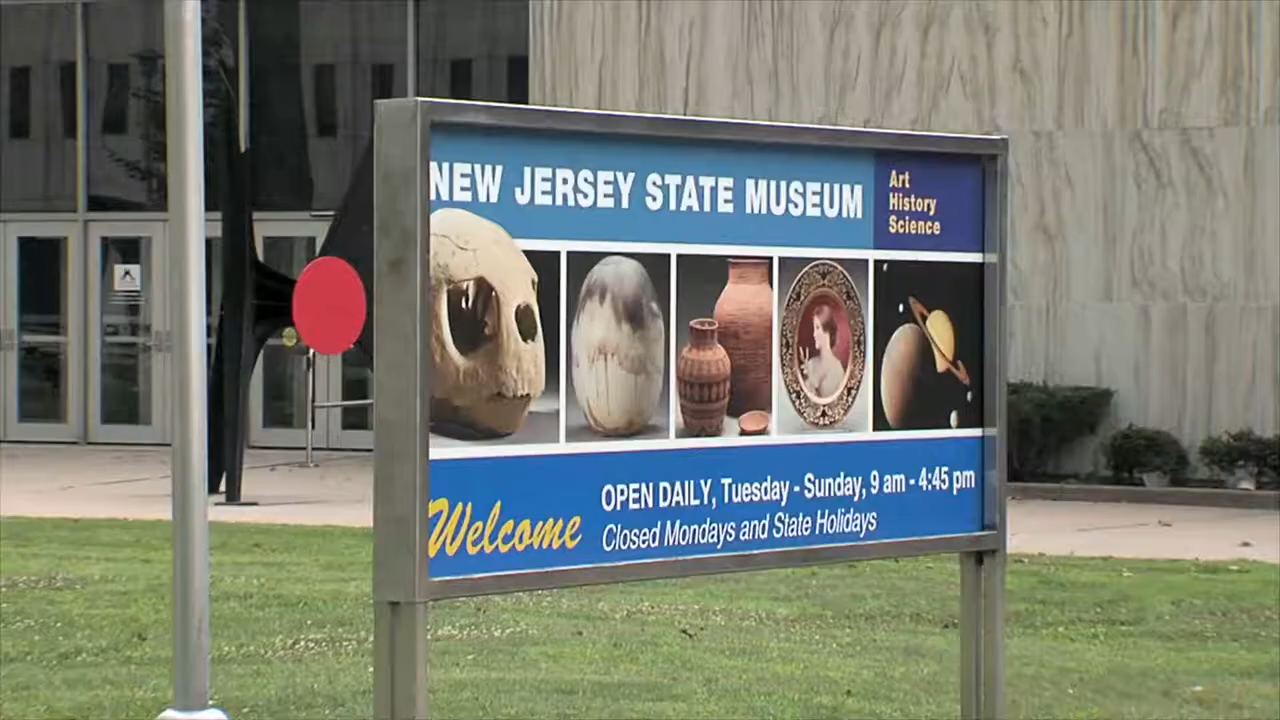 NEW JERSEY STATE MUSEUM
Art
History
Science
Welcome
OPEN DAILY, Tuesday - Sunday, 9 am - 4:45 pm
Closed Mondays and State Holidays